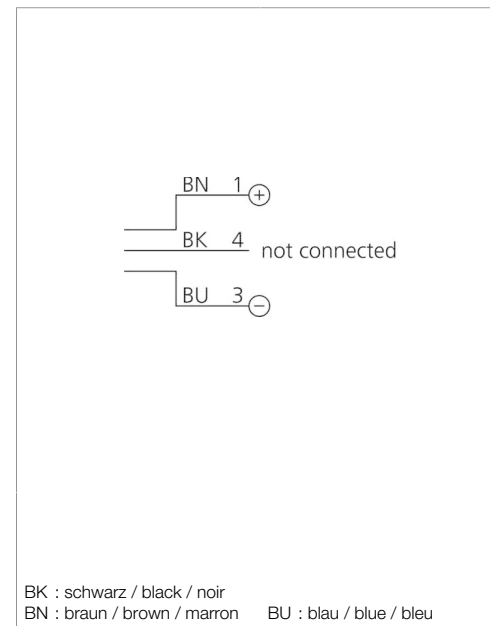 BN 1 +
BK 4 not connected
BU 3 −
BK : schwarz / black / noir
BN : braun / brown / marron BU : blau / blue / bleu